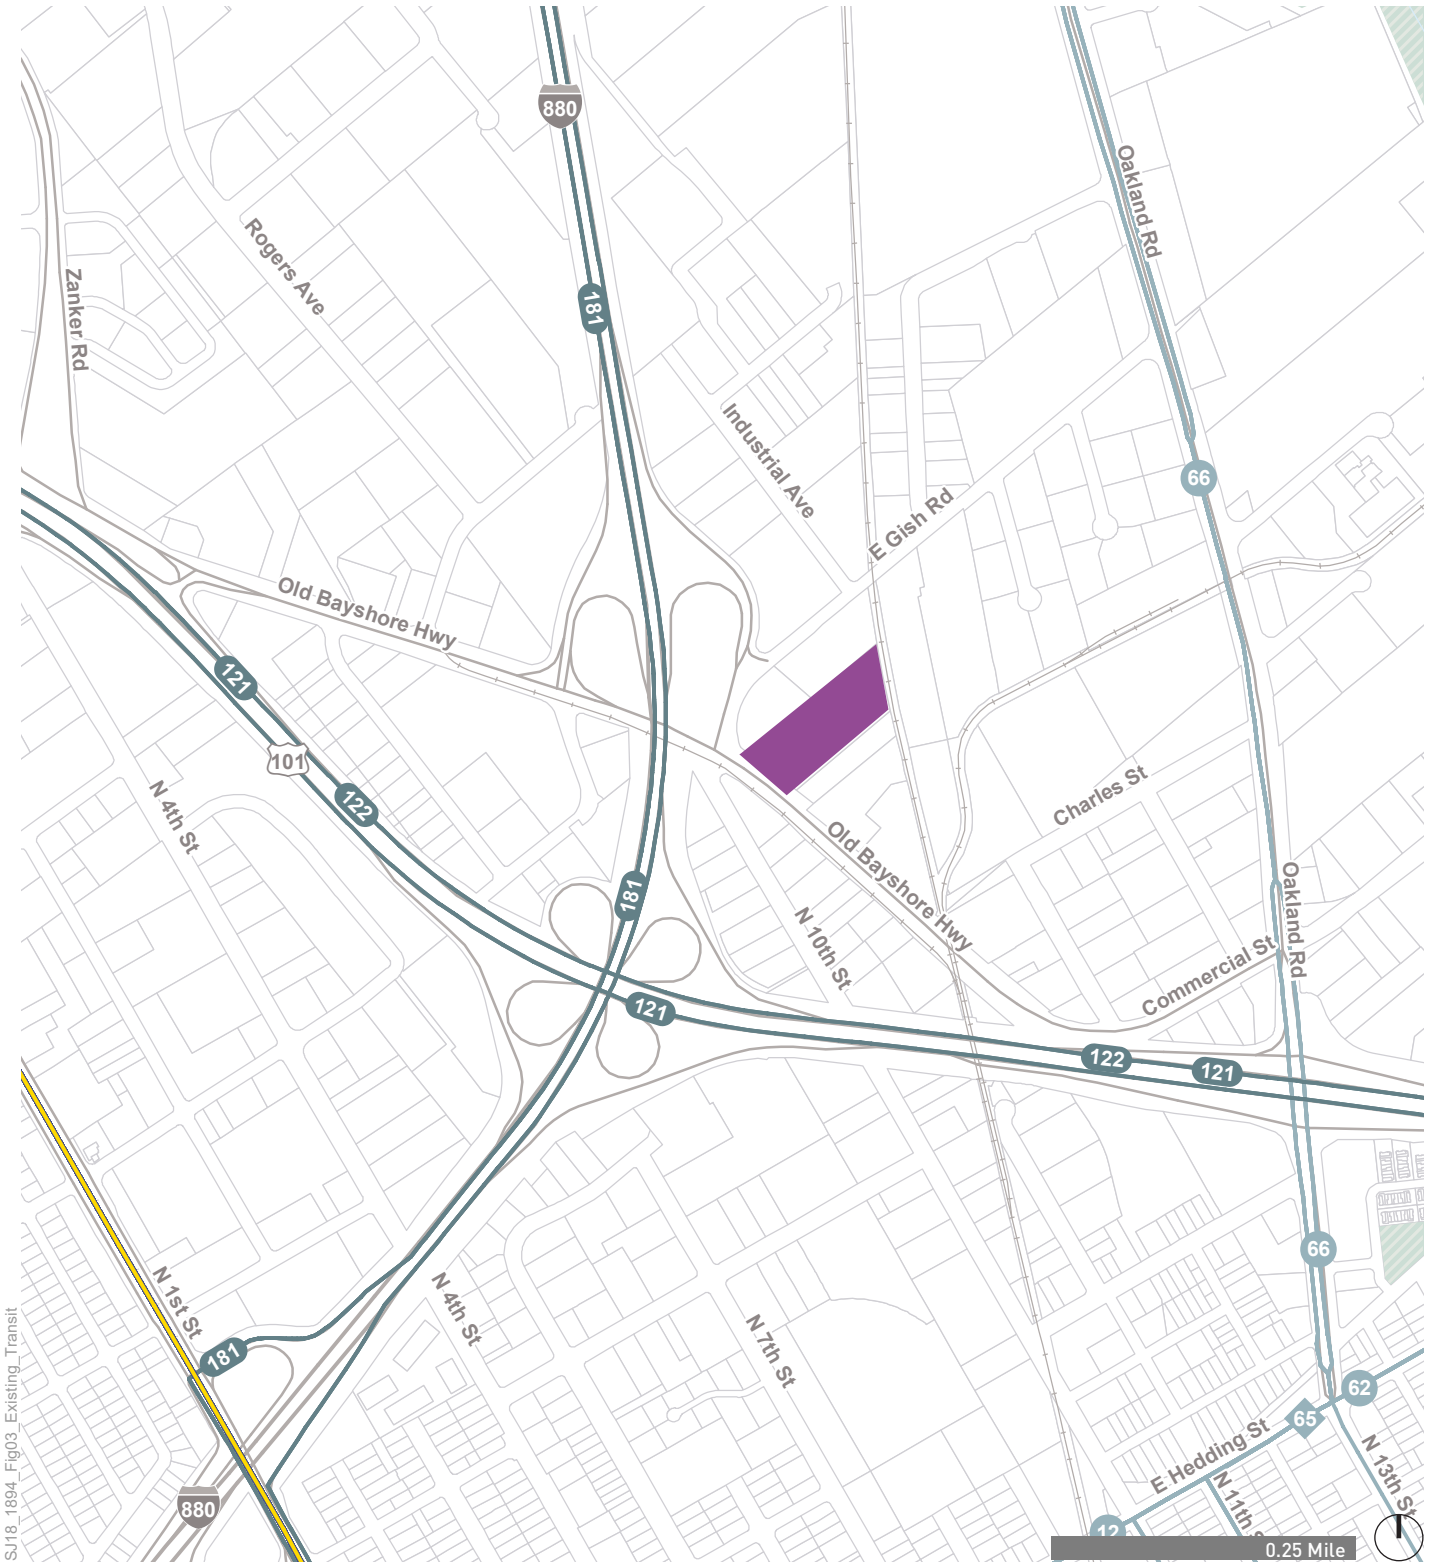 880
Oakland Rd
Rogers Ave
Zanker Rd
181
Industrial Ave
66
E Gish Rd
Old Bayshore Hwy
121
101
122
N 4th St
Charles St
Old Bayshore Hwy
181
N 10th St
Oakland Rd
Commercial St
121
122
121
66
N 1st St
N 4th St
N 7th St
181
62
65
E Hedding St
N 13th St
N 11th S
880
12
0.25 Mile
SJ18_1894_Fig03_Existing_Transit